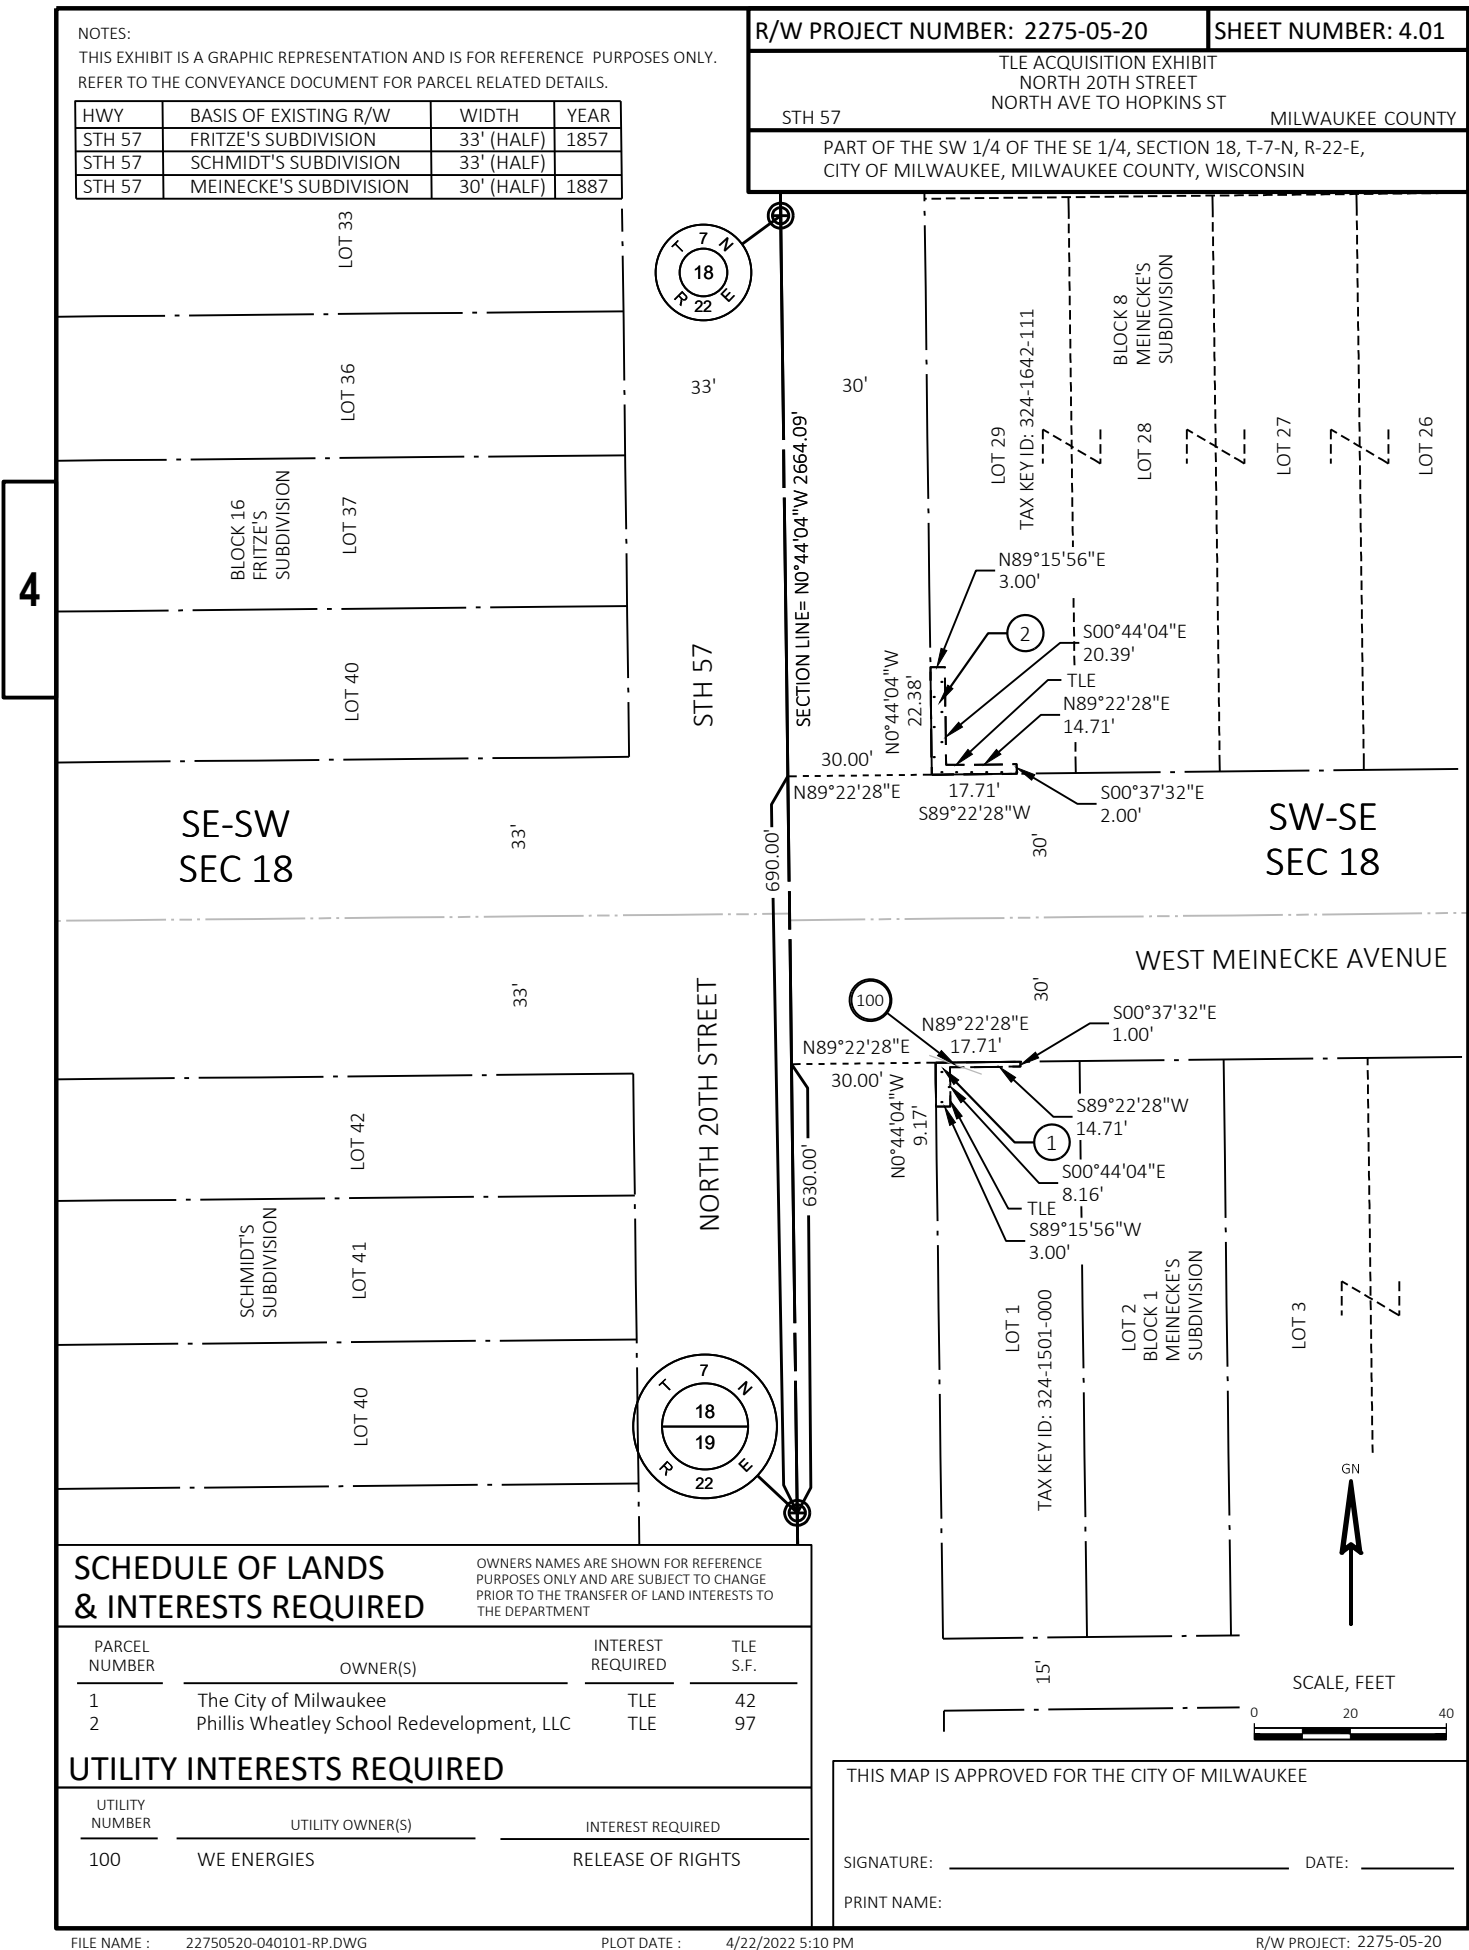 NOTES:
THIS EXHIBIT IS A GRAPHIC REPRESENTATION AND IS FOR REFERENCE PURPOSES ONLY.
REFER TO THE CONVEYANCE DOCUMENT FOR PARCEL RELATED DETAILS.
HWY BASIS OF EXISTING R/W WIDTH YEAR
STH 57 FRITZE'S SUBDIVISION 33' (HALF) 1857
STH 57 SCHMIDT'S SUBDIVISION 33' (HALF)
STH 57 MEINECKE'S SUBDIVISION 30' (HALF) 1887
R/W PROJECT NUMBER: 2275-05-20
SHEET NUMBER: 4.01
TLE ACQUISITION EXHIBIT
NORTH 20TH STREET
NORTH AVE TO HOPKINS ST
STH 57
MILWAUKEE COUNTY
PART OF THE SW 1/4 OF THE SE 1/4, SECTION 18, T-7-N, R-22-E,
CITY OF MILWAUKEE, MILWAUKEE COUNTY, WISCONSIN
4
LOT 33
LOT 36
BLOCK 16
FRITZE'S
SUBDIVISION
LOT 37
LOT 40
T 7 N
18
R 22 E
33'
30'
STH 57
SECTION LINE= N0°44'04"W 2664.09'
LOT 29
TAX KEY ID: 324-1642-111
BLOCK 8
MEINECKE'S
SUBDIVISION
LOT 28
LOT 27
LOT 26
N89°15'56"E
3.00'
2
S00°44'04"E
20.39'
TLE
N89°22'28"E
14.71'
N0°44'04"W
22.38'
30.00'
N89°22'28"E
17.71'
S89°22'28"W
S00°37'32"E
2.00'
SE-SW
SEC 18
33'
690.00'
30'
SW-SE
SEC 18
WEST MEINECKE AVENUE
33'
NORTH 20TH STREET
100
30'
N89°22'28"E
17.71'
S00°37'32"E
1.00'
N89°22'28"E
30.00'
N0°44'04"W
9.17'
S89°22'28"W
14.71'
1
S00°44'04"E
8.16'
TLE
S89°15'56"W
3.00'
630.00'
LOT 42
SCHMIDT'S
SUBDIVISION
LOT 41
LOT 40
T 7 N
18
19
R 22 E
LOT 1
TAX KEY ID: 324-1501-000
LOT 2
BLOCK 1
MEINECKE'S
SUBDIVISION
LOT 3
GN
15'
SCALE, FEET
0 20 40
SCHEDULE OF LANDS
& INTERESTS REQUIRED
OWNERS NAMES ARE SHOWN FOR REFERENCE
PURPOSES ONLY AND ARE SUBJECT TO CHANGE
PRIOR TO THE TRANSFER OF LAND INTERESTS TO
THE DEPARTMENT
PARCEL
NUMBER
OWNER(S)
INTEREST
REQUIRED
TLE
S.F.
1 The City of Milwaukee TLE 42
2 Phillis Wheatley School Redevelopment, LLC TLE 97
UTILITY INTERESTS REQUIRED
UTILITY
NUMBER
UTILITY OWNER(S)
INTEREST REQUIRED
100 WE ENERGIES RELEASE OF RIGHTS
THIS MAP IS APPROVED FOR THE CITY OF MILWAUKEE
SIGNATURE:
DATE:
PRINT NAME:
FILE NAME : 22750520-040101-RP.DWG
PLOT DATE : 4/22/2022 5:10 PM
R/W PROJECT: 2275-05-20